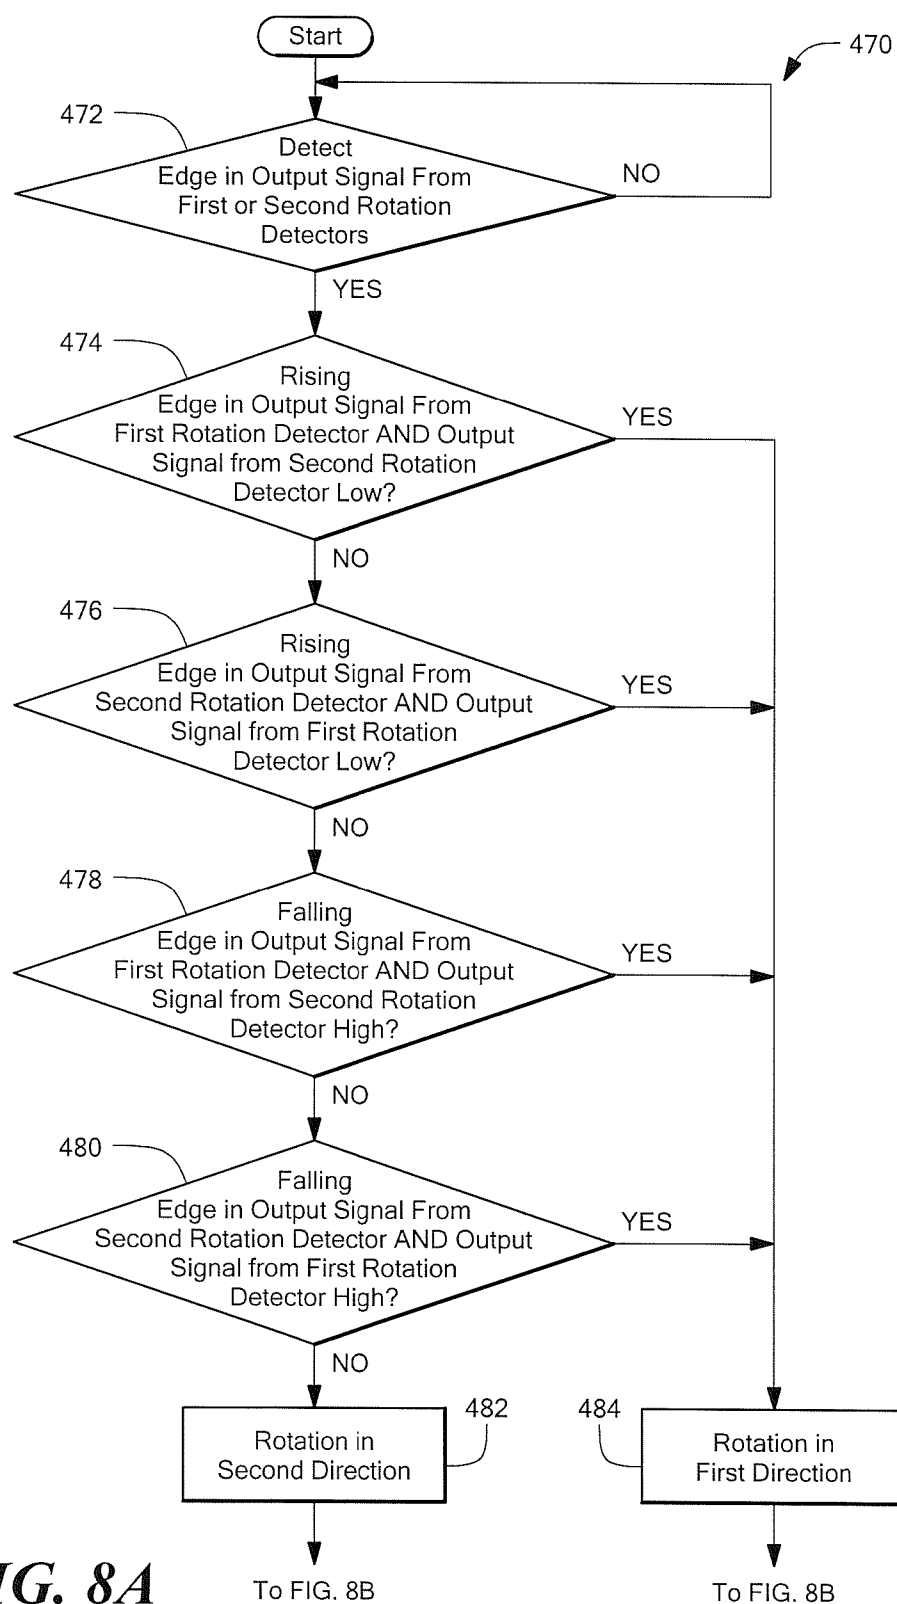 Start
470
472
Detect
Edge in Output Signal From
First or Second Rotation
Detectors
NO
YES
474
Rising
Edge in Output Signal From
First Rotation Detector AND Output
Signal from Second Rotation
Detector Low?
YES
NO
476
Rising
Edge in Output Signal From
Second Rotation Detector AND Output
Signal from First Rotation
Detector Low?
YES
NO
478
Falling
Edge in Output Signal From
First Rotation Detector AND Output
Signal from Second Rotation
Detector High?
YES
NO
480
Falling
Edge in Output Signal From
Second Rotation Detector AND Output
Signal from First Rotation
Detector High?
YES
NO
482
Rotation in
Second Direction
484
Rotation in
First Direction
IG. 8A
To FIG. 8B
To FIG. 8B